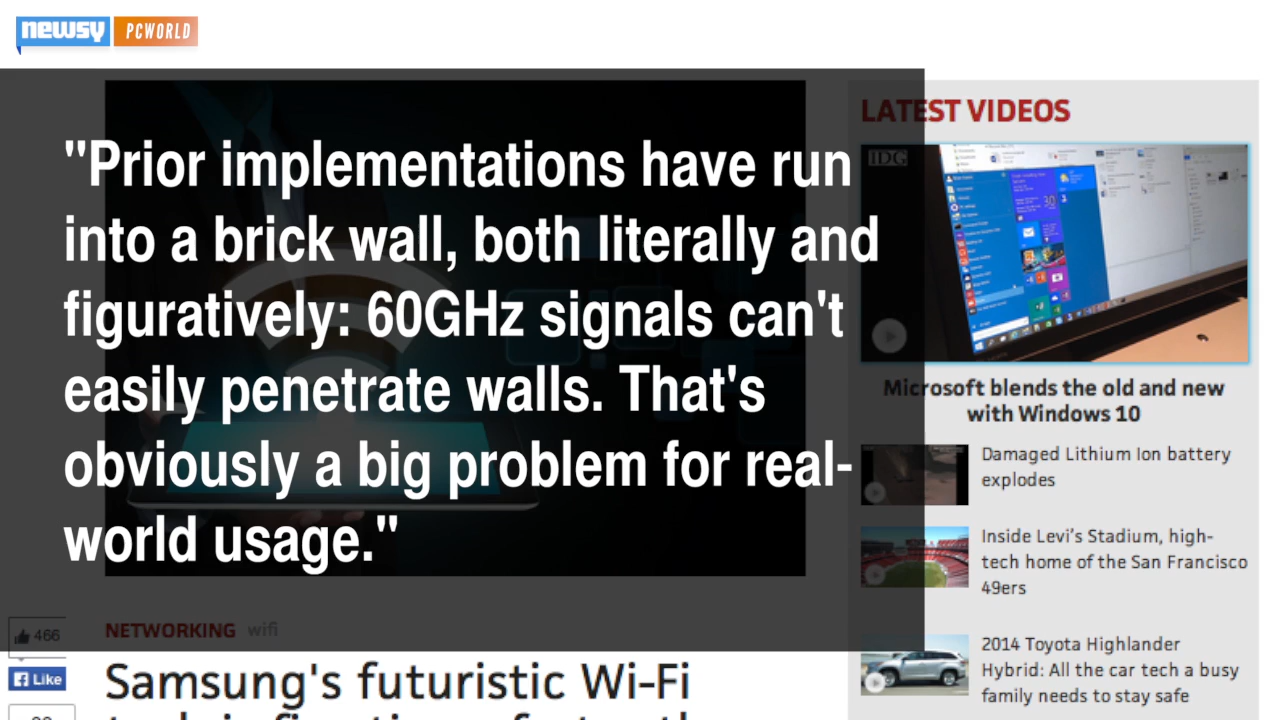 newsy PCWORLD
"Prior implementations have run
into a brick wall, both literally and
figuratively: 60GHz signals can't
easily penetrate walls. That's
obviously a big problem for real-
world usage."
LATEST VIDEOS
IDG
30
Microsoft blends the old and new
with Windows 10
Damaged Lithium Ion battery
explodes
Inside Levi's Stadium, high-
tech home of the San Francisco
49ers
2014 Toyota Highlander
Hybrid: All the car tech a busy
family needs to stay safe
466
Like
NETWORKING wifi
Samsung's futuristic Wi-Fi